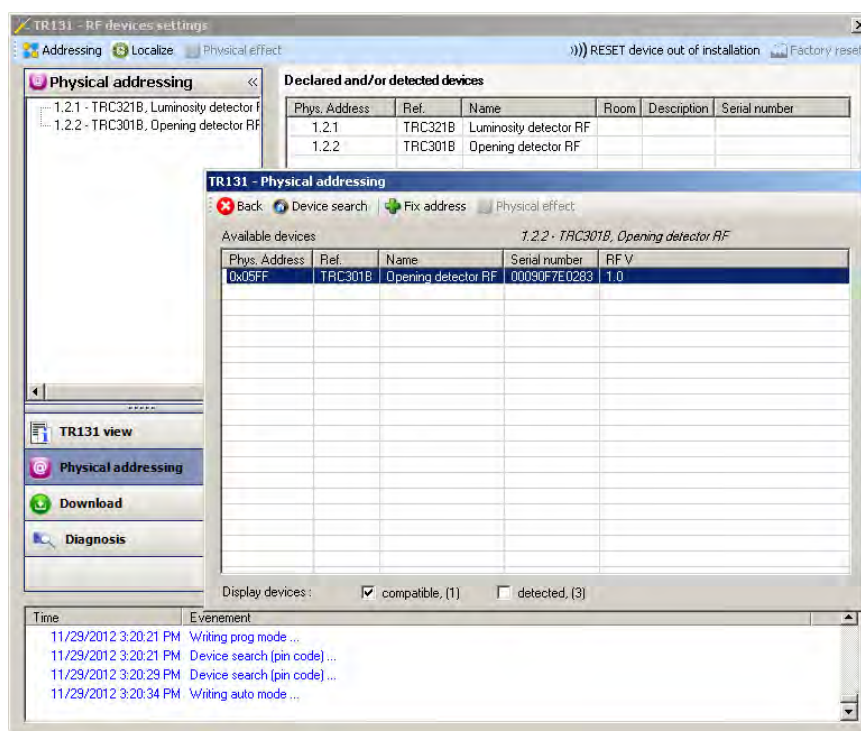 TR131 - RF devices settings
Addressing Localize Physical effect ))) RESET device out of installation Factory reset
Physical addressing «
1.2.1 - TRC321B, Luminosity detector
1.2.2 - TRC301B, Opening detector RF
Declared and/or detected devices
Phys. Address Ref. Name Room Description Serial number
1.2.1 TRC321B Luminosity detector RF
1.2.2 TRC301B Opening detector RF
TR131 - Physical addressing
Back Device search Fix address Physical effect
Available devices 1.2.2 - TRC301B, Opening detector RF
Phys. Address Ref. Name Serial number RF V
0x05FF TRC301B Opening detector RF 00090F7E0283 1.0
TR131 view
Physical addressing
Download
Diagnosis
Display devices : compatible, (1) detected, (3)
Time Evenement
11/29/2012 3:20:21 PM Writing prog mode ...
11/29/2012 3:20:21 PM Device search (pin code) ...
11/29/2012 3:20:29 PM Device search (pin code) ...
11/29/2012 3:20:34 PM Writing auto mode ...